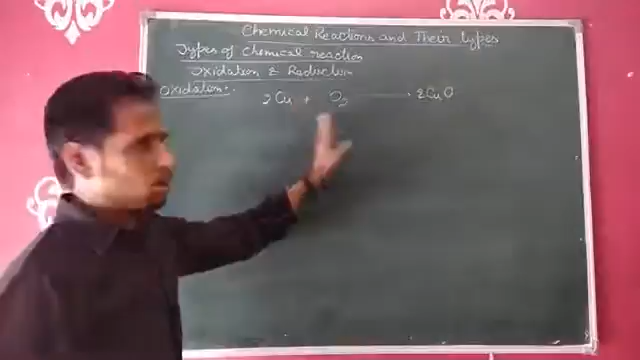 Chemical Reactions and Their types
Types of Chemical reaction
Oxidation & Reduction
Oxidation:-
2Cu + O2 → 2CuO